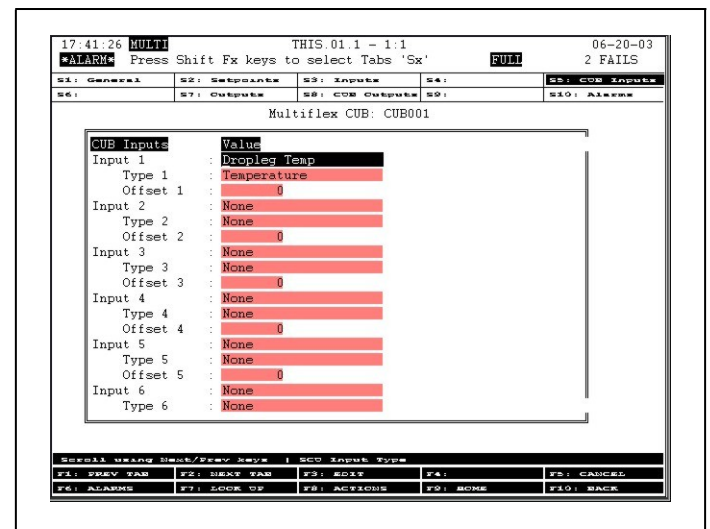 17:41:26 MULTI THIS.01.1 - 1:1 06-20-03
*ALARM* Press Shift Fx keys to select Tabs 'Sx' FULL 2 FAILS
S1: General S2: Setpoints S3: Inputs S4: S5: CUB Inputs
S6: S7: Outputs S8: CUB Outputs S9: S10: Alarms
Multiflex CUB: CUB001
CUB Inputs Value
Input 1 : Dropleg Temp
Type 1 : Temperature
Offset 1 : 0
Input 2 : None
Type 2 : None
Offset 2 : 0
Input 3 : None
Type 3 : None
Offset 3 : 0
Input 4 : None
Type 4 : None
Offset 4 : 0
Input 5 : None
Type 5 : None
Offset 5 : 0
Input 6 : None
Type 6 : None
Scroll using Next/Prev keys | SCU Input Type
F1: PREV TAB F2: NEXT TAB F3: EDIT F4: F5: CANCEL
F6: ALARMS F7: LOOK UP F8: ACTIONS F9: HOME F10: BACK